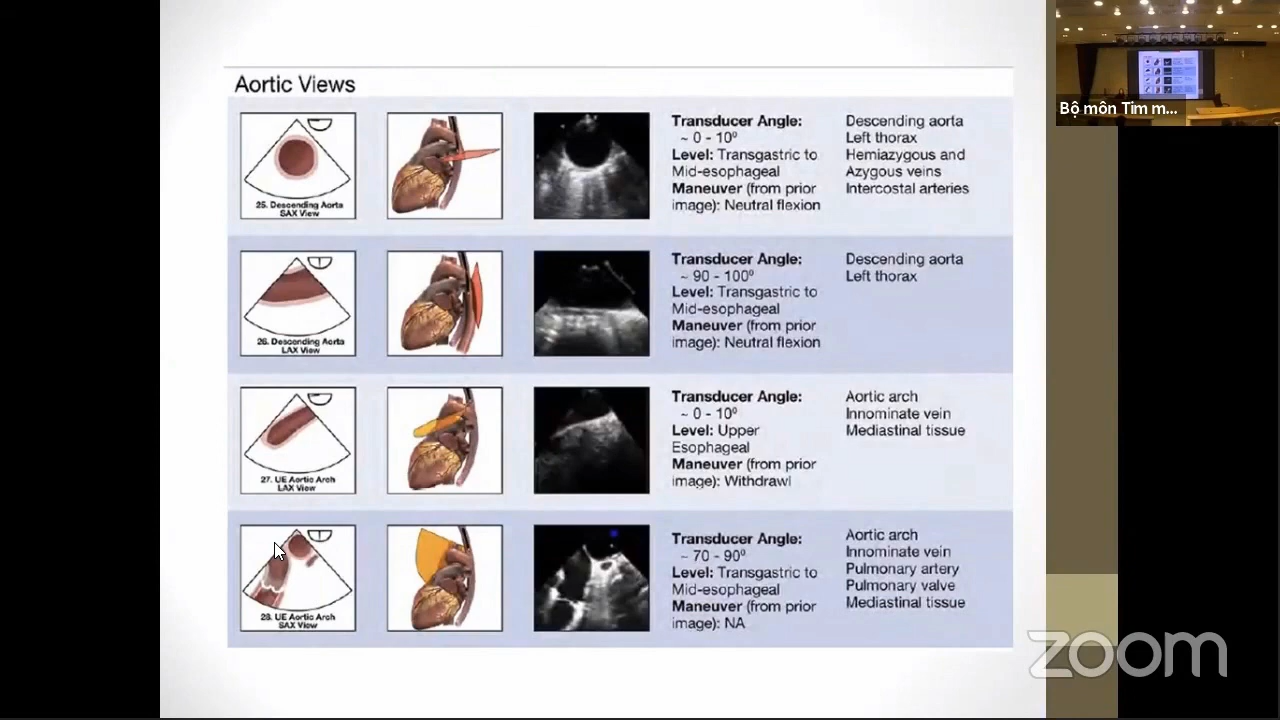 Aortic Views
25. Descending Aorta
SAX View
Transducer Angle:
~ 0 - 10º
Level: Transgastric to
Mid-esophageal
Maneuver (from prior
image): Neutral flexion
Descending aorta
Left thorax
Hemiazygous and
Azygous veins
Intercostal arteries
26. Descending Aorta
LAX View
Transducer Angle:
~ 90 - 100º
Level: Transgastric to
Mid-esophageal
Maneuver (from prior
image): Neutral flexion
Descending aorta
Left thorax
27. UE Aortic Arch
LAX View
Transducer Angle:
~ 0 - 10º
Level: Upper
Esophageal
Maneuver (from prior
image): Withdrawl
Aortic arch
Innominate vein
Mediastinal tissue
28. UE Aortic Arch
SAX View
Transducer Angle:
~ 70 - 90º
Level: Transgastric to
Mid-esophageal
Maneuver (from prior
image): NA
Aortic arch
Innominate vein
Pulmonary artery
Pulmonary valve
Mediastinal tissue
Bộ môn Tim m...
zoom